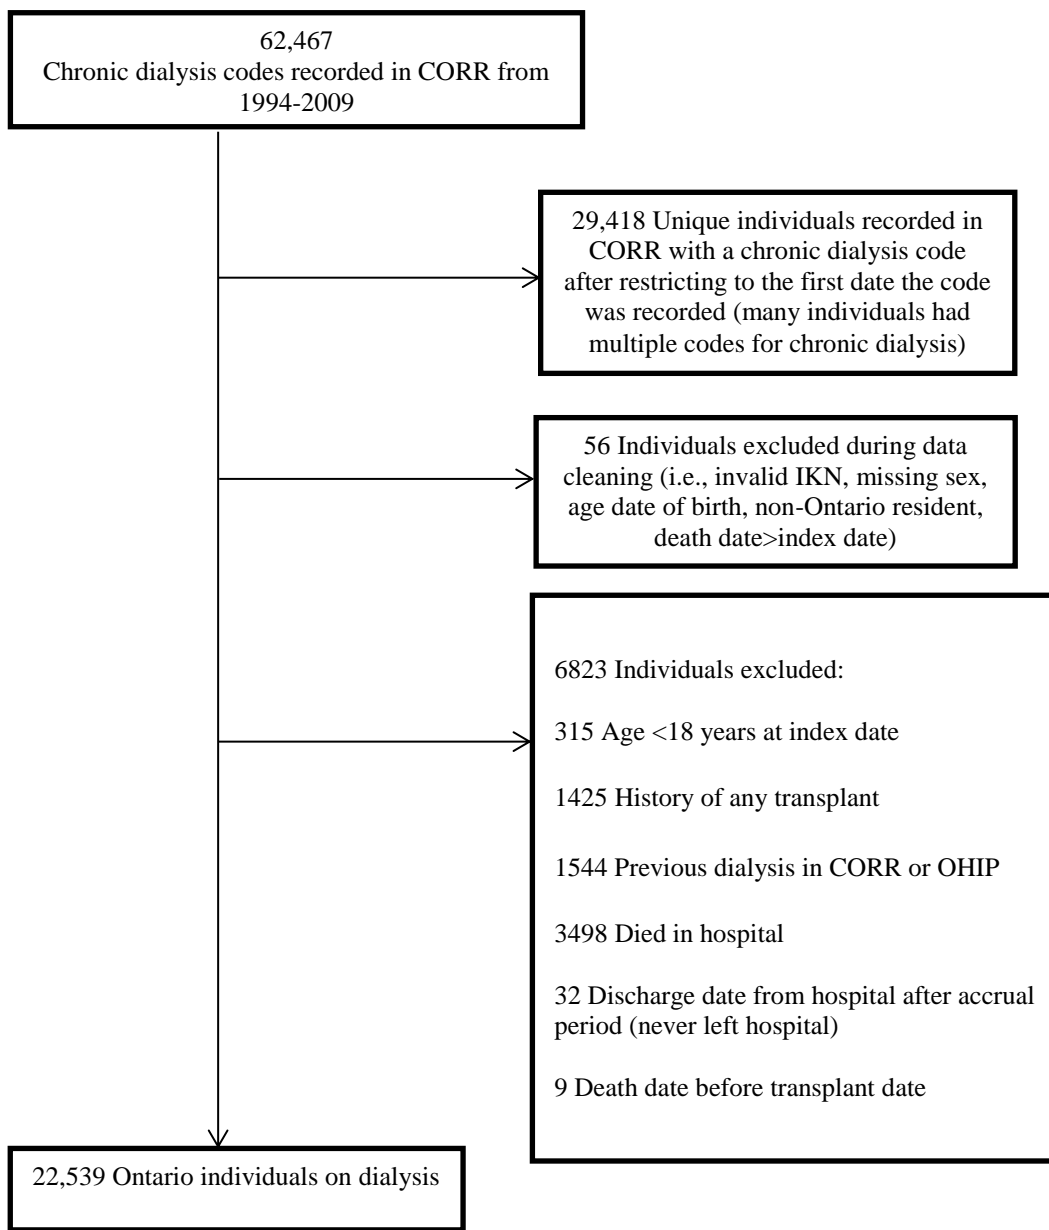 62,467
Chronic dialysis codes recorded in CORR from
1994-2009
29,418 Unique individuals recorded in
CORR with a chronic dialysis code
after restricting to the first date the code
was recorded (many individuals had
multiple codes for chronic dialysis)
56 Individuals excluded during data
cleaning (i.e., invalid IKN, missing sex,
age date of birth, non-Ontario resident,
death date>index date)
6823 Individuals excluded:
315 Age <18 years at index date
1425 History of any transplant
1544 Previous dialysis in CORR or OHIP
3498 Died in hospital
32 Discharge date from hospital after accrual
period (never left hospital)
9 Death date before transplant date
22,539 Ontario individuals on dialysis